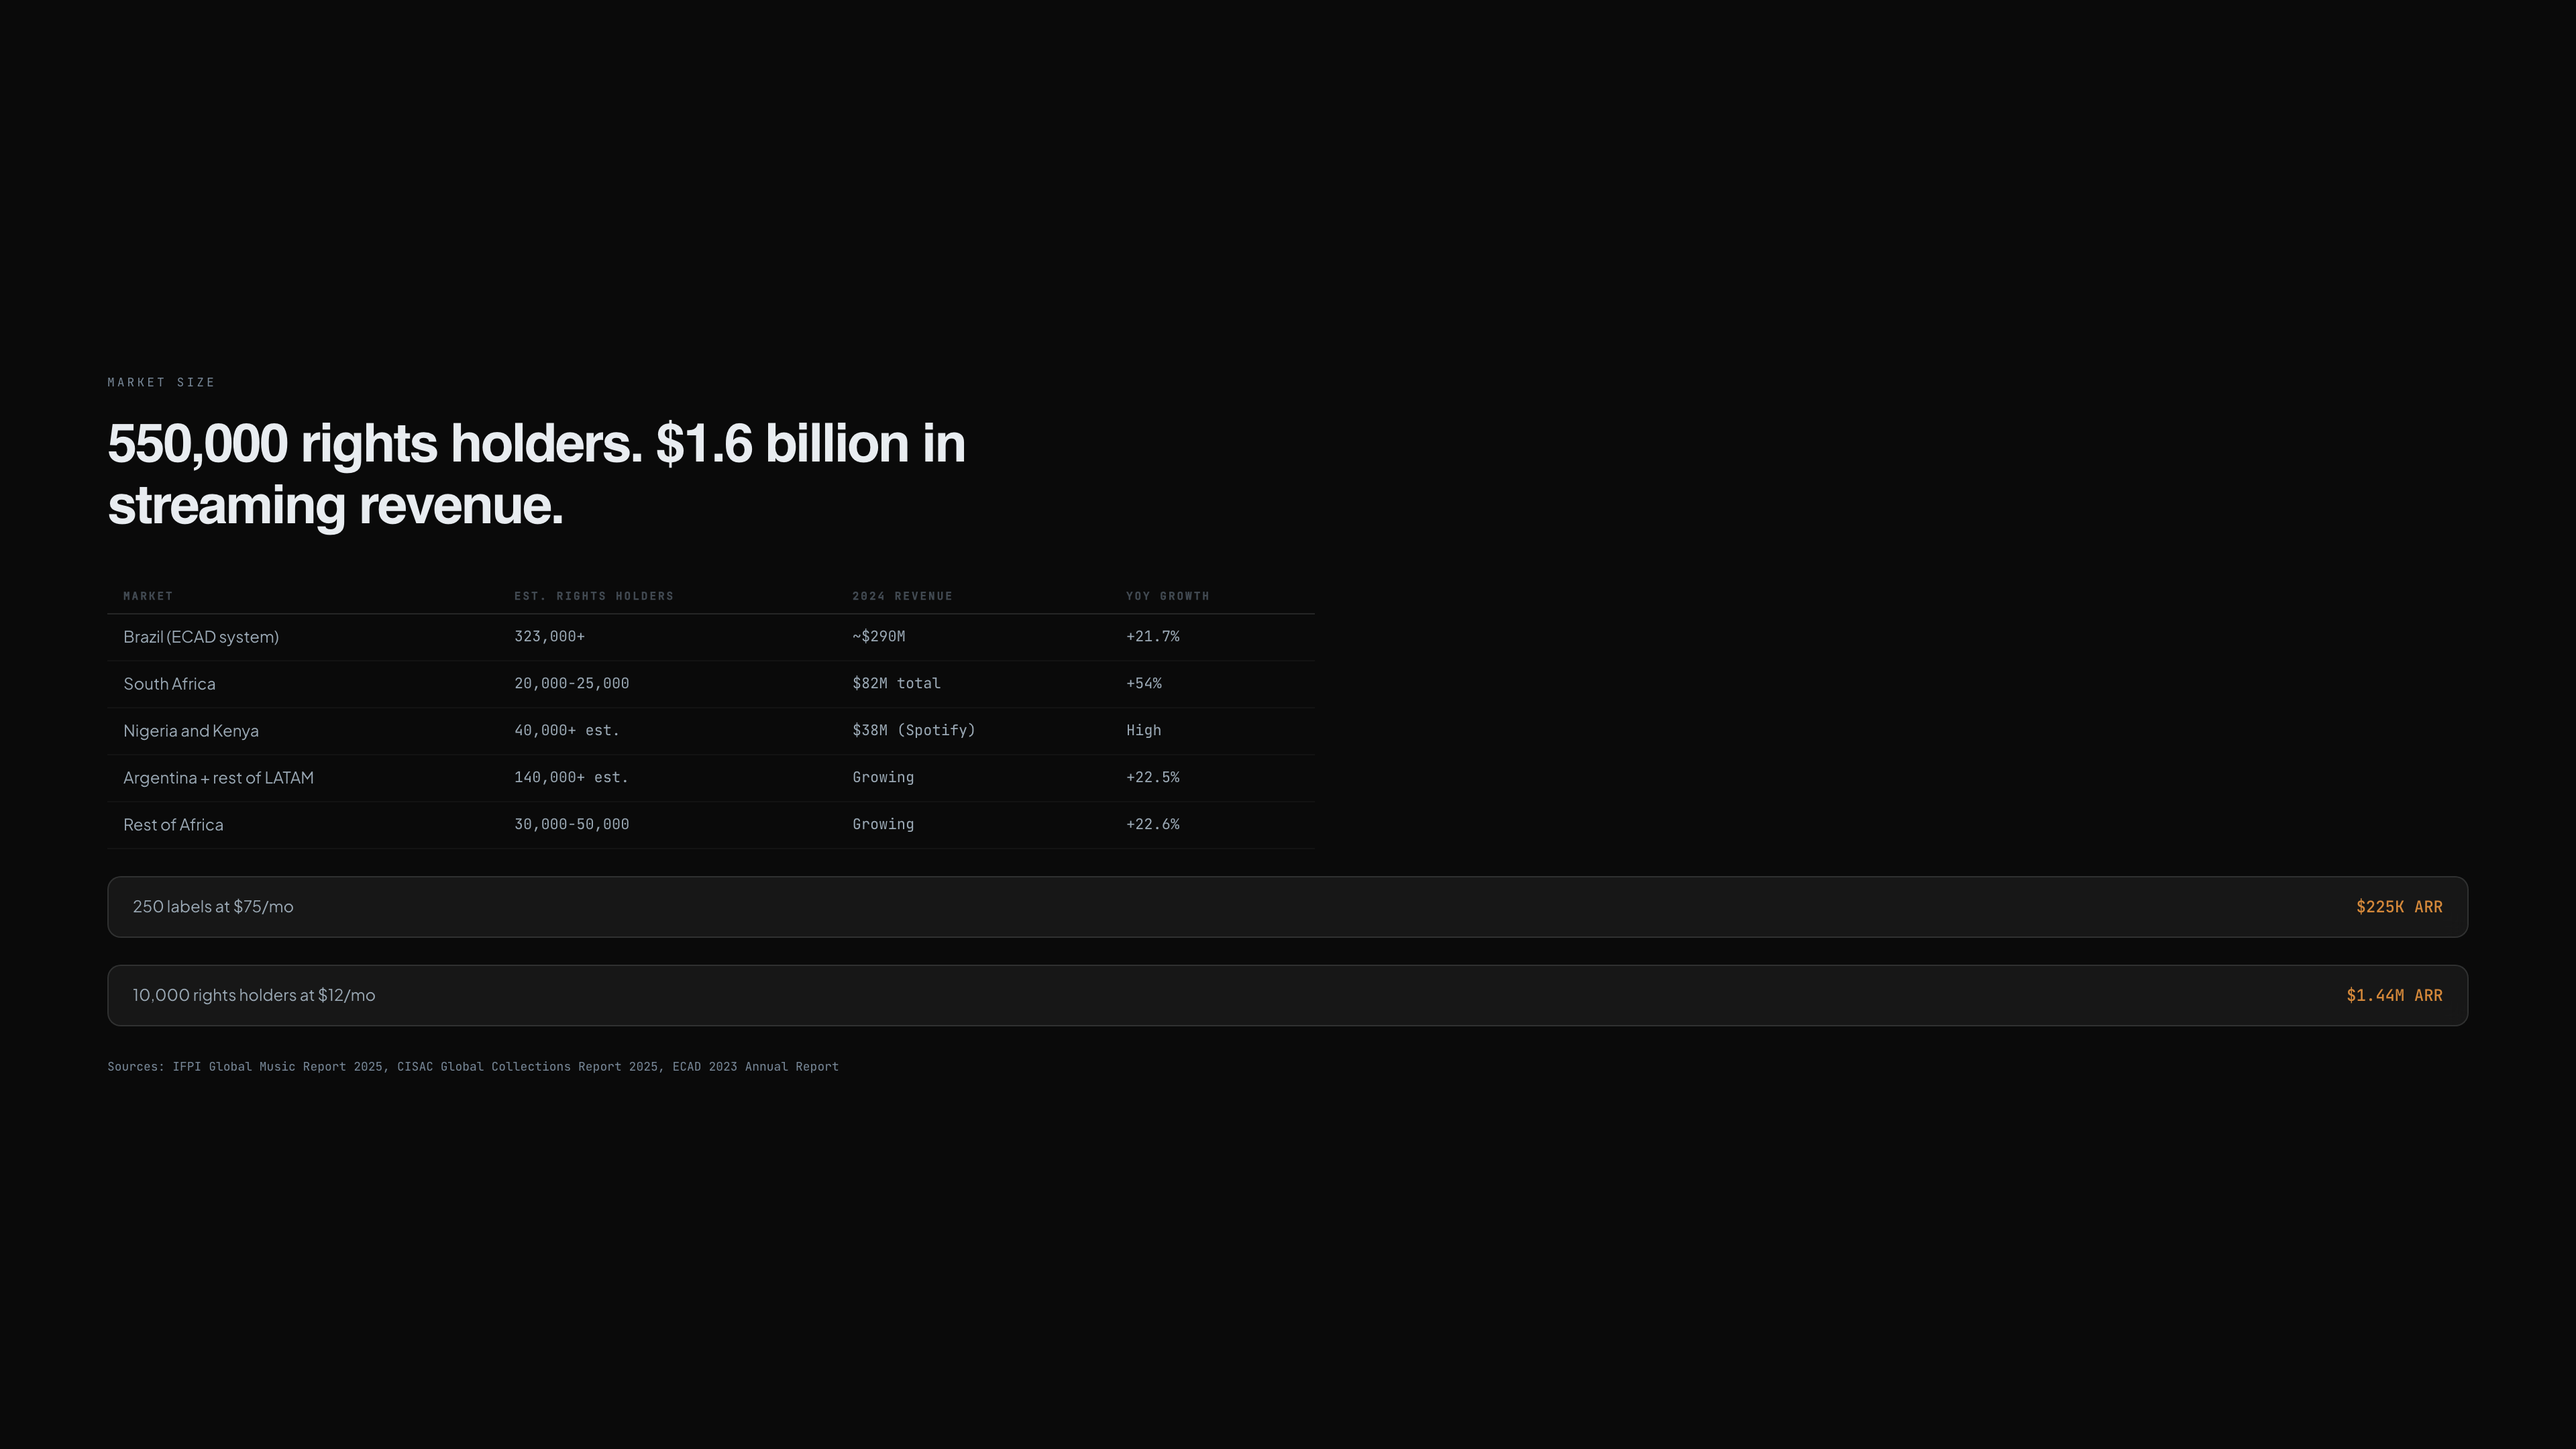 MARKET SIZE
550,000 rights holders. $1.6 billion in
streaming revenue.
MARKET EST. RIGHTS HOLDERS 2024 REVENUE YOY GROWTH
Brazil (ECAD system) 323,000+ ~$290M +21.7%
South Africa 20,000-25,000 $82M total +54%
Nigeria and Kenya 40,000+ est. $38M (Spotify) High
Argentina + rest of LATAM 140,000+ est. Growing +22.5%
Rest of Africa 30,000-50,000 Growing +22.6%
250 labels at $75/mo $225K ARR
10,000 rights holders at $12/mo $1.44M ARR
Sources: IFPI Global Music Report 2025, CISAC Global Collections Report 2025, ECAD 2023 Annual Report